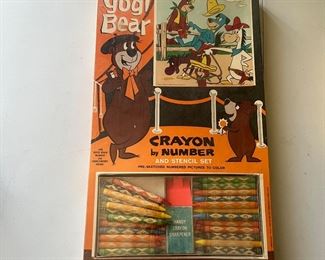 Yogi
Bear
CRAYON
by NUMBER
AND STENCIL SET
PRE-SKETCHED NUMBERED PICTURES TO COLOR
HANDY
CRAYON
SHARPENER